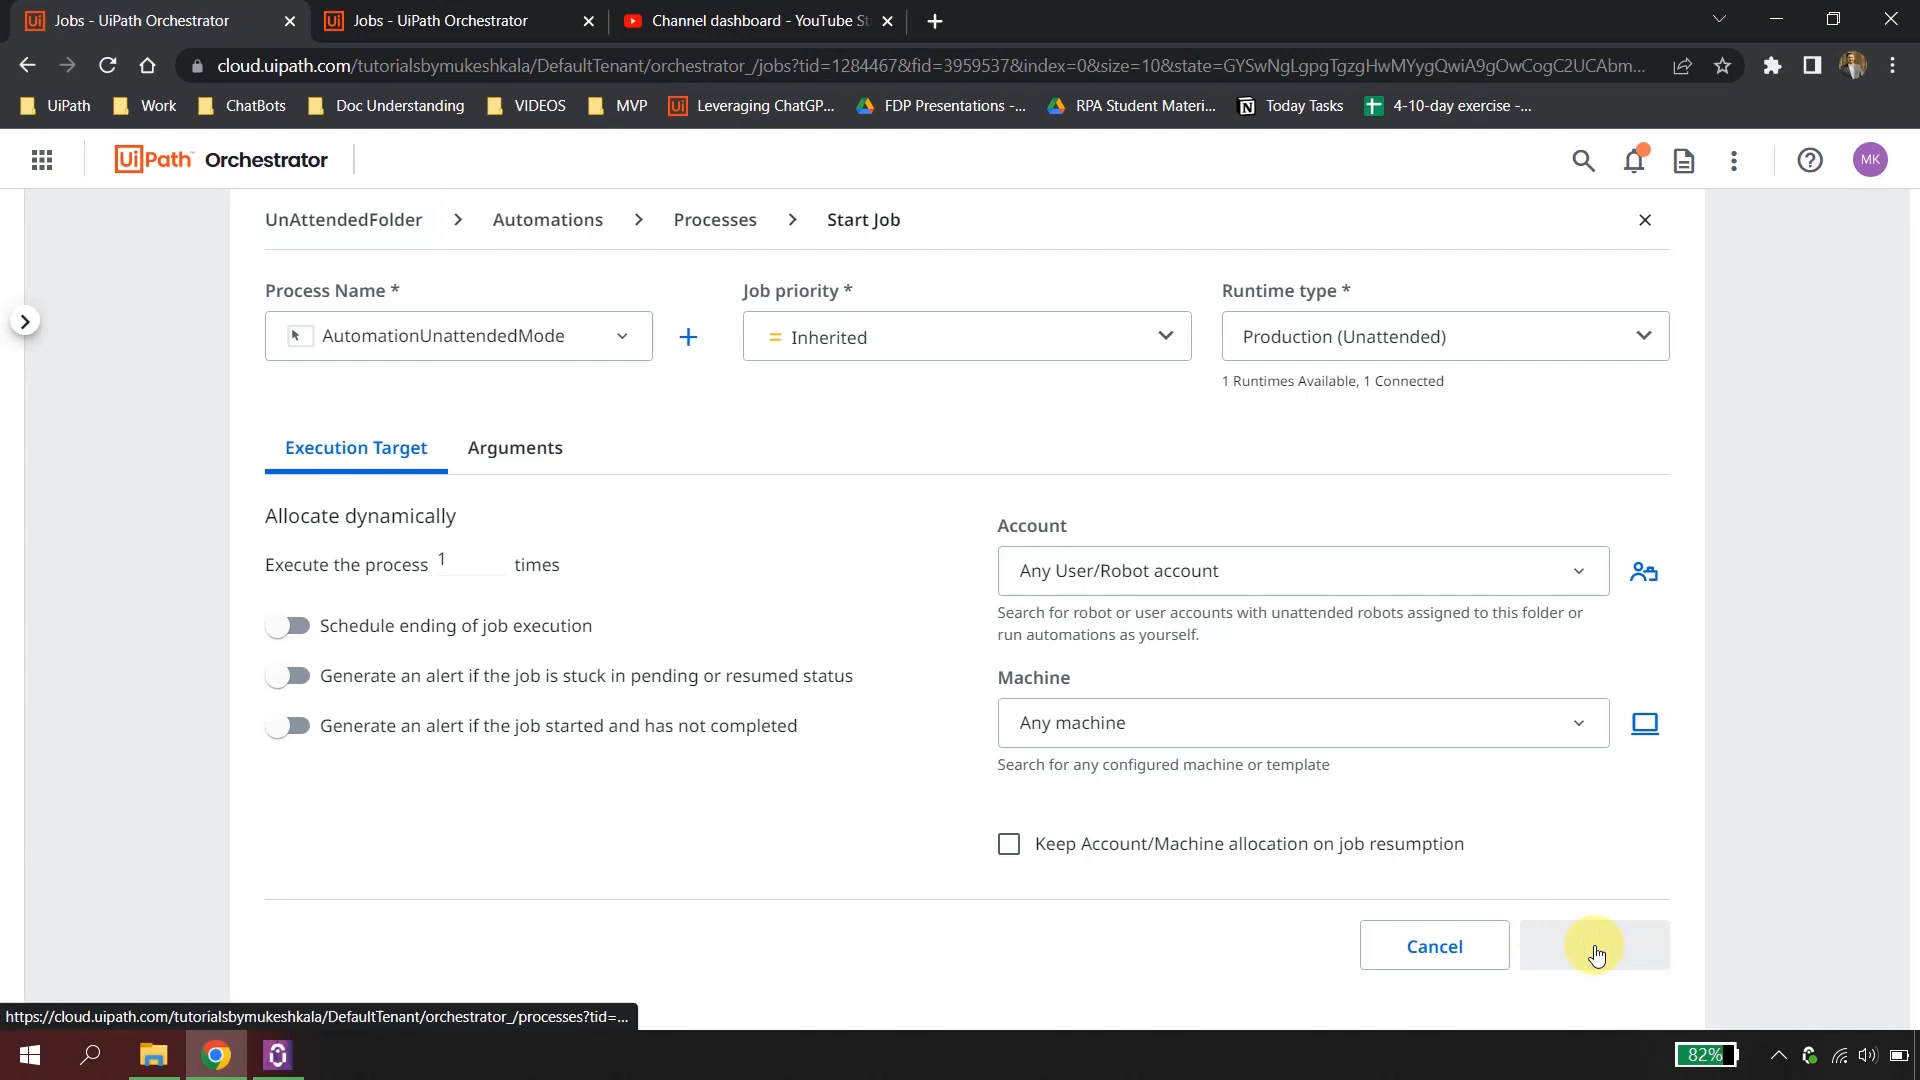 Jobs - UiPath Orchestrator
Jobs - UiPath Orchestrator
Channel dashboard - YouTube St
cloud.uipath.com/tutorialsbymukeshkala/DefaultTenant/orchestrator_/jobs?tid=1284467&fid=3959537&index=0&size=10&state=GYSwNgLgpgTgzgHwMYygQwiA9gOwCogC2UCAbm...
UiPath
Work
ChatBots
Doc Understanding
VIDEOS
MVP
Leveraging ChatGP...
FDP Presentations -...
RPA Student Materi...
Today Tasks
4-10-day exercise -...
UiPath Orchestrator
MK
UnAttendedFolder > Automations > Processes > Start Job
Process Name *
Job priority *
Runtime type *
AutomationUnattendedMode
= Inherited
Production (Unattended)
1 Runtimes Available, 1 Connected
Execution Target
Arguments
Allocate dynamically
Execute the process 1 times
Schedule ending of job execution
Generate an alert if the job is stuck in pending or resumed status
Generate an alert if the job started and has not completed
Account
Any User/Robot account
Search for robot or user accounts with unattended robots assigned to this folder or
run automations as yourself.
Machine
Any machine
Search for any configured machine or template
Keep Account/Machine allocation on job resumption
Cancel
https://cloud.uipath.com/tutorialsbymukeshkala/DefaultTenant/orchestrator_/processes?tid=...
82%